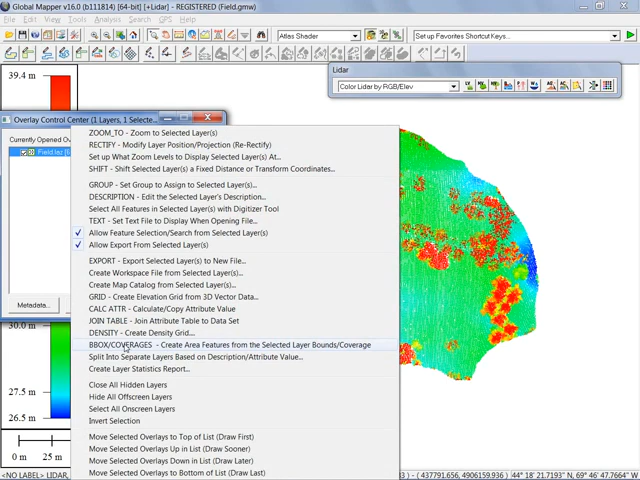 Global Mapper v16.0 (b111814) [64-bit] [+Lidar] - REGISTERED (Field.gmw)
File Edit View Tools Analysis Search GPS Help
Atlas Shader
Set up Favorites Shortcut Keys...
39.4 m
Lidar
Color Lidar by RGB/Elev
Overlay Control Center (1 Layers, 1 Selecte...
Currently Opened
Field.laz
ZOOM_TO - Zoom to Selected Layer(s)
RECTIFY - Modify Layer Position/Projection (Re-Rectify)
Set up What Zoom Levels to Display Selected Layer(s) At...
SHIFT - Shift Selected Layer(s) a Fixed Distance or Transform Coordinates...
GROUP - Set Group to Assign to Selected Layer(s)...
DESCRIPTION - Edit the Selected Layer's Description...
Select All Features in Selected Layer(s) with Digitizer Tool
TEXT - Set Text File to Display When Opening File...
Allow Feature Selection/Search from Selected Layer(s)
Allow Export From Selected Layer(s)
EXPORT - Export Selected Layer(s) to New File...
Create Workspace File from Selected Layer(s)...
Create Map Catalog from Selected Layer(s)...
GRID - Create Elevation Grid from 3D Vector Data...
CALC ATTR - Calculate/Copy Attribute Value
JOIN TABLE - Join Attribute Table to Data Set
DENSITY - Create Density Grid...
BBOX/COVERAGES - Create Area Features from the Selected Layer Bounds/Coverage
Split Into Separate Layers Based on Description/Attribute Value...
Create Layer Statistics Report...
Close All Hidden Layers
Hide All Offscreen Layers
Select All Onscreen Layers
Invert Selection
Move Selected Overlays to Top of List (Draw First)
Move Selected Overlays Up in List (Draw Sooner)
Move Selected Overlays Down in List (Draw Later)
Move Selected Overlays to Bottom of List (Draw Last)
Metadata...
30.0 m
27.5 m
26.5 m
0 m 25 m
<NO LABEL> LIDAR,
( 437791.656, 4906159.936 ) 44° 18' 21.7193" N, 69° 46' 47.7664" W